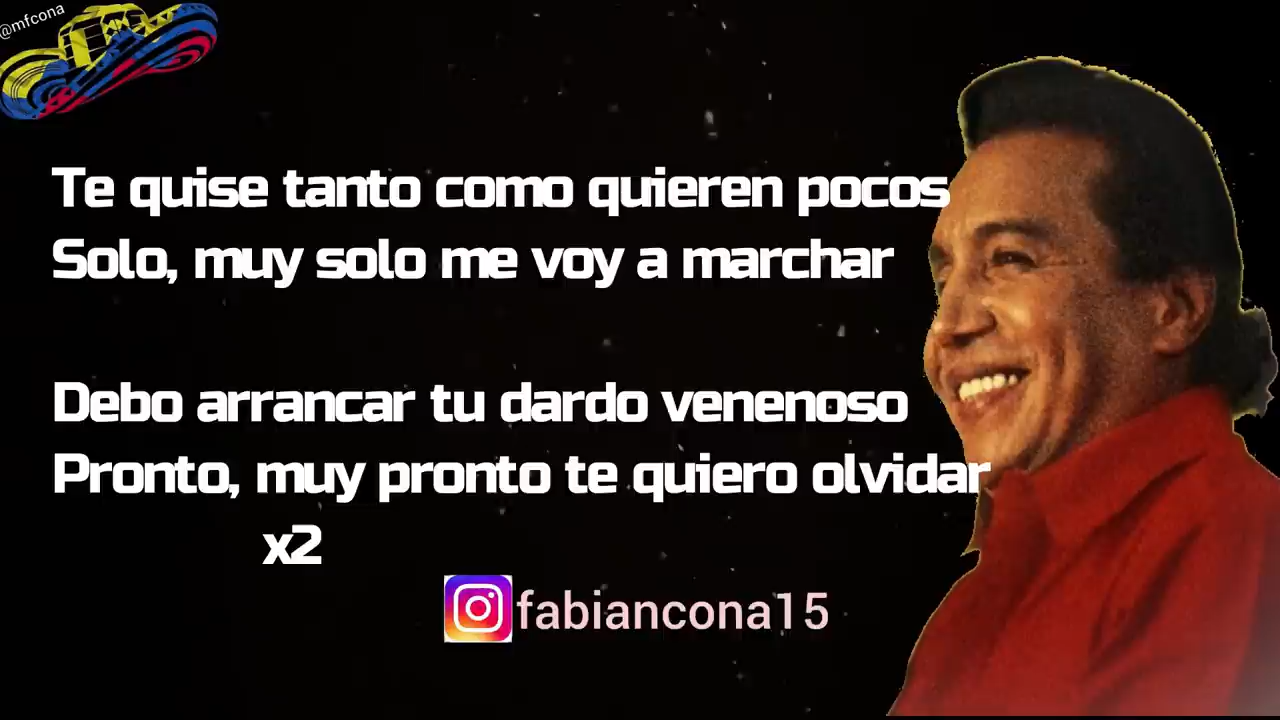 @mfcona
Te quise tanto como quieren pocos
Solo, muy solo me voy a marchar
Debo arrancar tu dardo venenoso
Pronto, muy pronto te quiero olvidar
x2
fabiancona15